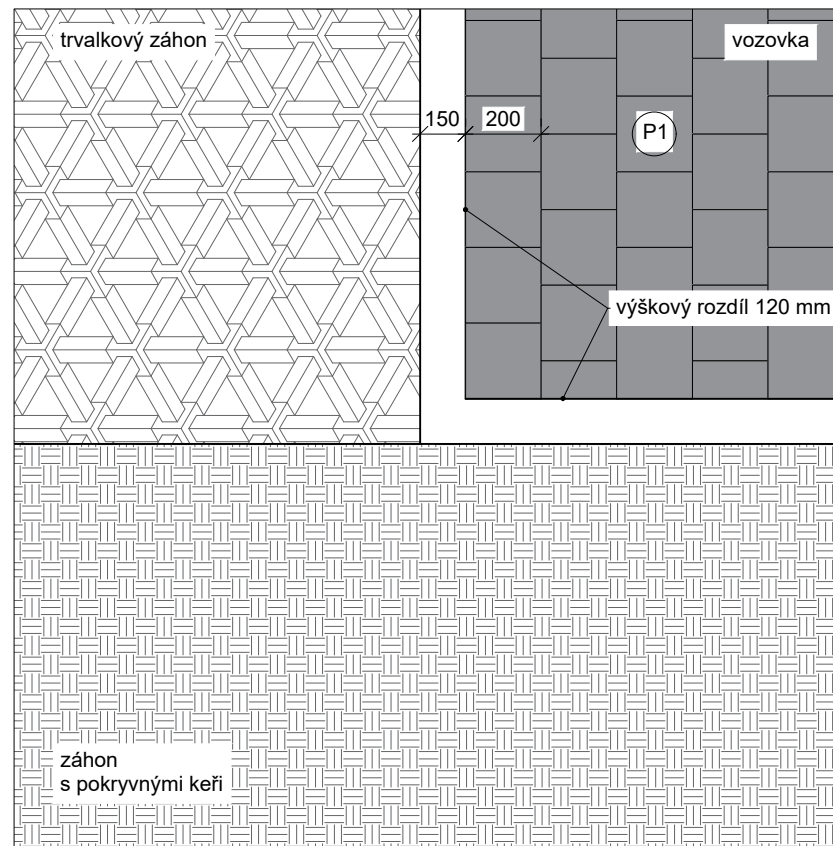 trvalkový záhon
vozovka
150
200
P1
výškový rozdíl 120 mm
záhon
s pokryvnými keři